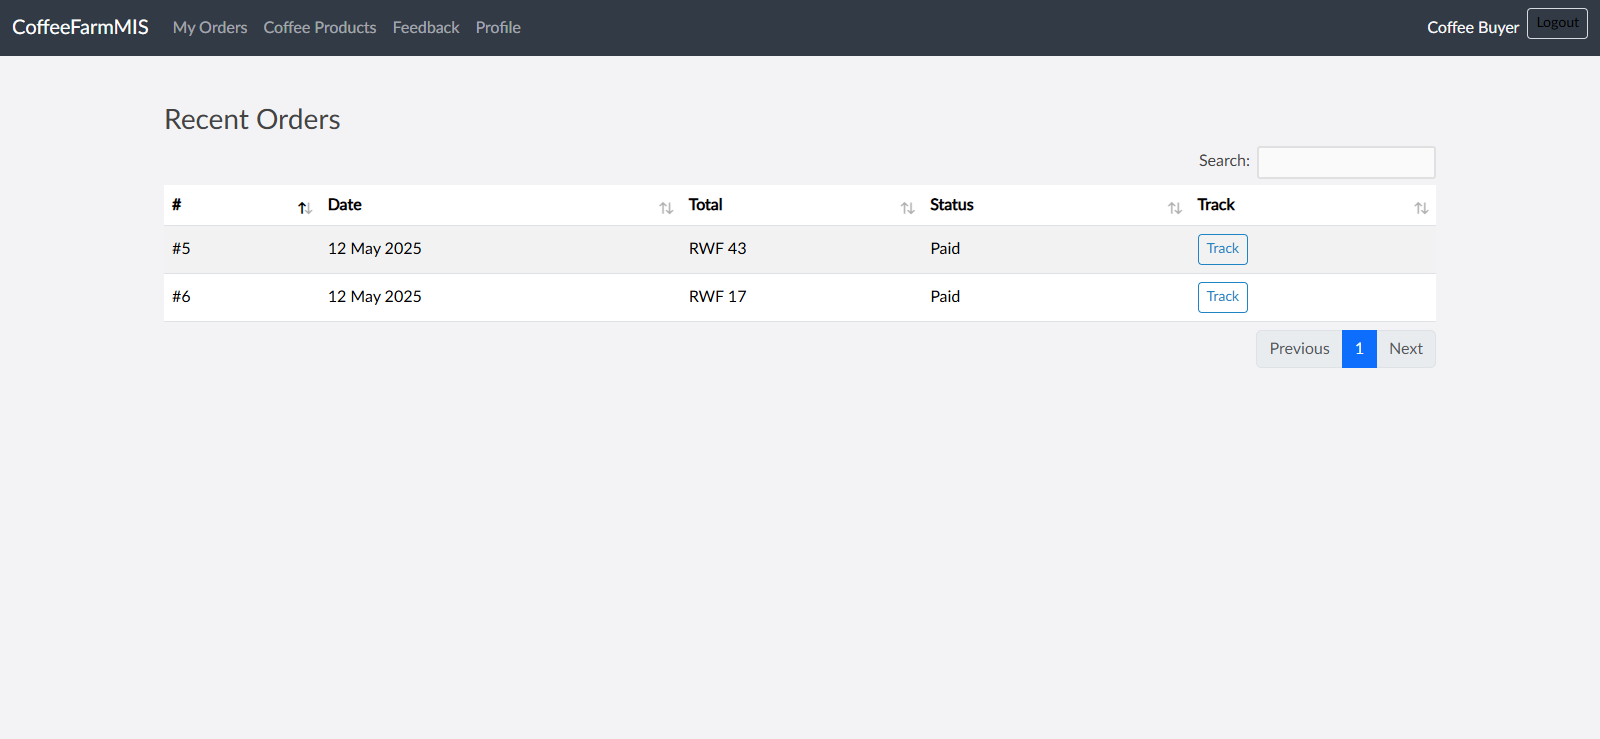 CoffeeFarmMIS My Orders Coffee Products Feedback Profile Coffee Buyer Logout
Recent Orders
Search:
# Date Total Status Track
#5 12 May 2025 RWF 43 Paid Track
#6 12 May 2025 RWF 17 Paid Track
Previous 1 Next